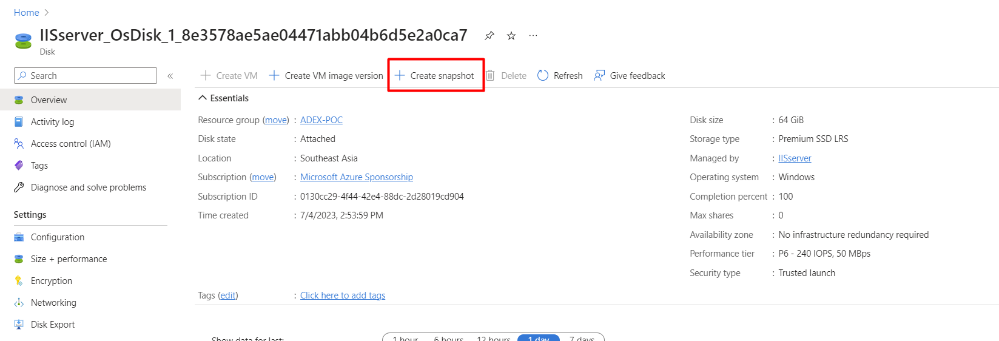 Home >
IISserver_OsDisk_1_8e3578ae5ae04471abb04b6d5e2a0ca7 ...
Disk
Search «
+ Create VM + Create VM image version + Create snapshot Delete Refresh Give feedback
Overview
Activity log
Access control (IAM)
Tags
Diagnose and solve problems
Settings
Configuration
Size + performance
Encryption
Networking
Disk Export
Essentials
Resource group (move) : ADEX-POC
Disk state : Attached
Location : Southeast Asia
Subscription (move) : Microsoft Azure Sponsorship
Subscription ID : 0130cc29-4f44-42e4-88dc-2d28019cd904
Time created : 7/4/2023, 2:53:59 PM
Disk size : 64 GiB
Storage type : Premium SSD LRS
Managed by : IISserver
Operating system : Windows
Completion percent : 100
Max shares : 0
Availability zone : No infrastructure redundancy required
Performance tier : P6 - 240 IOPS, 50 MBps
Security type : Trusted launch
Tags (edit) : Click here to add tags
Show data for last: 1 hour 6 hours 12 hours 1 day 7 days